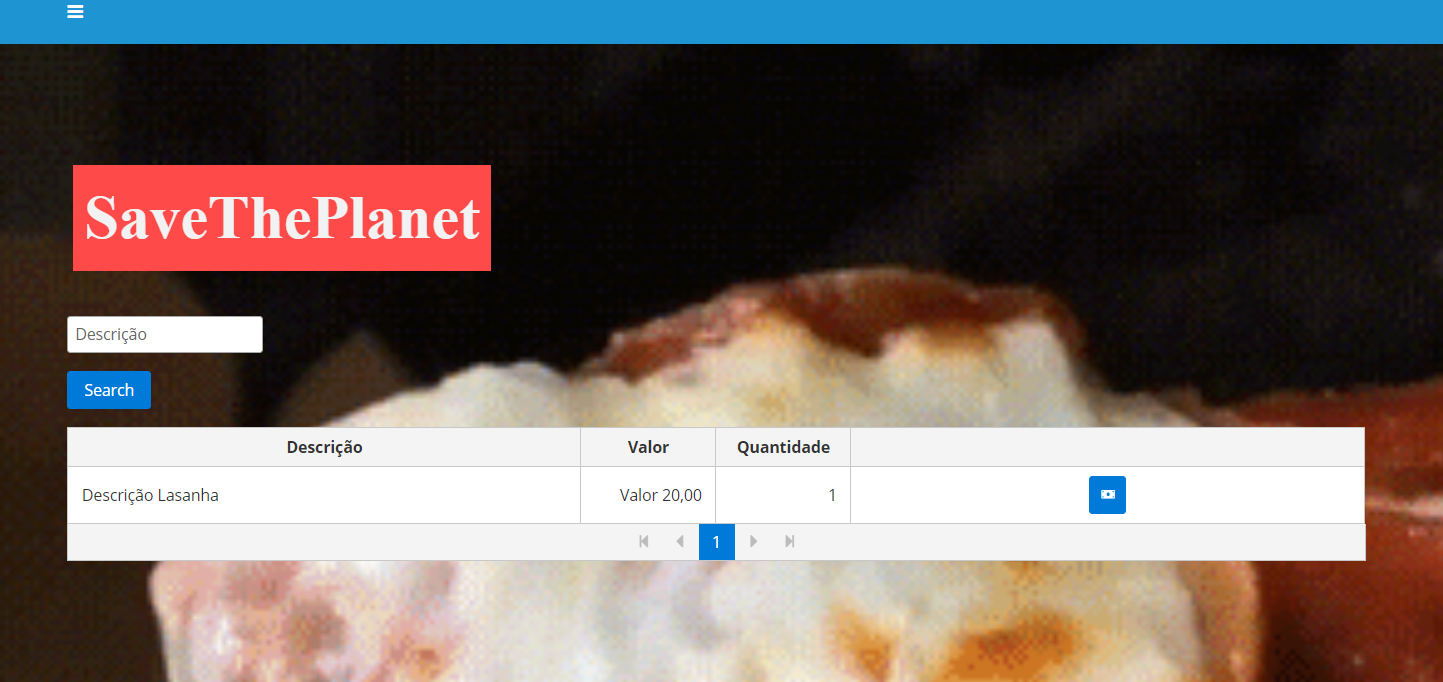 SaveThePlanet
Descrição
Search
Descrição Valor Quantidade
Descrição Lasanha Valor 20,00 1
1